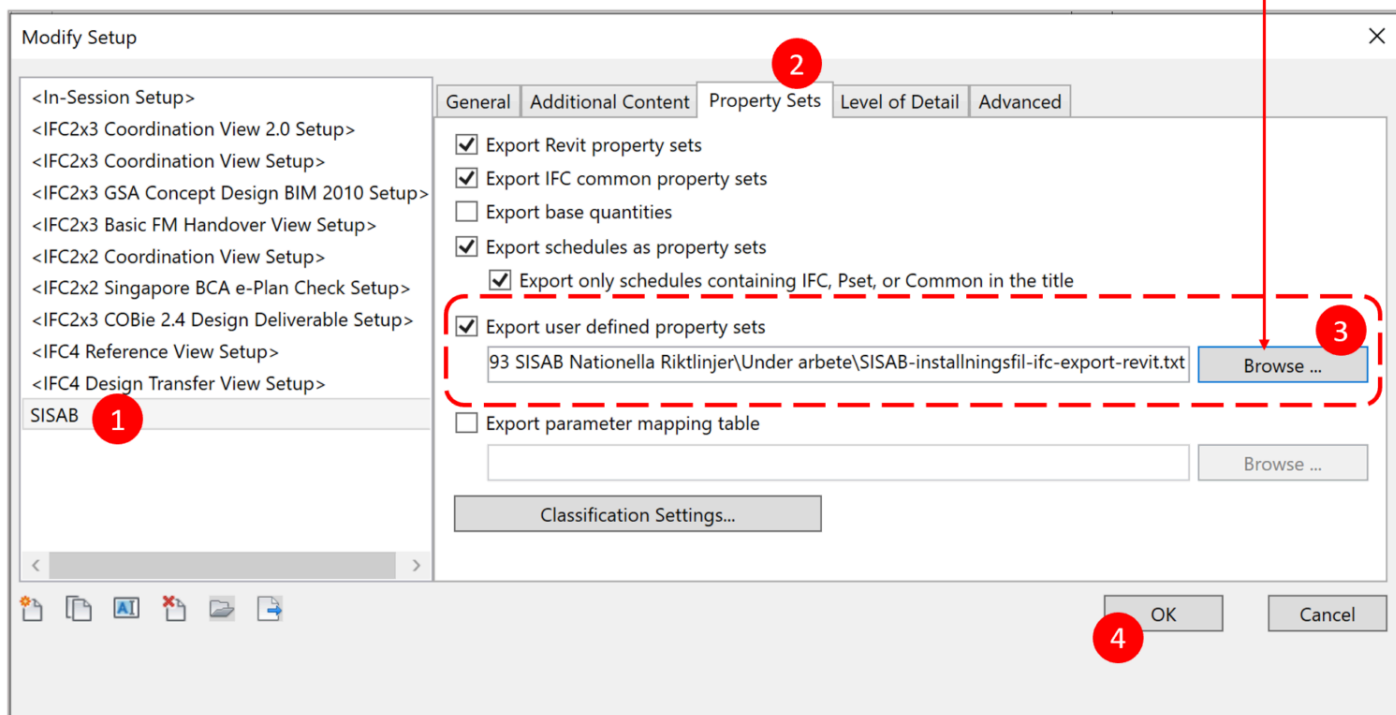 Modify Setup
2
<In-Session Setup>
<IFC2x3 Coordination View 2.0 Setup>
<IFC2x3 Coordination View Setup>
<IFC2x3 GSA Concept Design BIM 2010 Setup>
<IFC2x3 Basic FM Handover View Setup>
<IFC2x2 Coordination View Setup>
<IFC2x2 Singapore BCA e-Plan Check Setup>
<IFC2x3 COBie 2.4 Design Deliverable Setup>
<IFC4 Reference View Setup>
<IFC4 Design Transfer View Setup>
SISAB 1
General Additional Content Property Sets Level of Detail Advanced
Export Revit property sets
Export IFC common property sets
Export base quantities
Export schedules as property sets
Export only schedules containing IFC, Pset, or Common in the title
Export user defined property sets 3
93 SISAB Nationella Riktlinjer\Under arbete\SISAB-installningsfil-ifc-export-revit.txt Browse ...
Export parameter mapping table
Browse ...
Classification Settings...
AI
OK Cancel
4